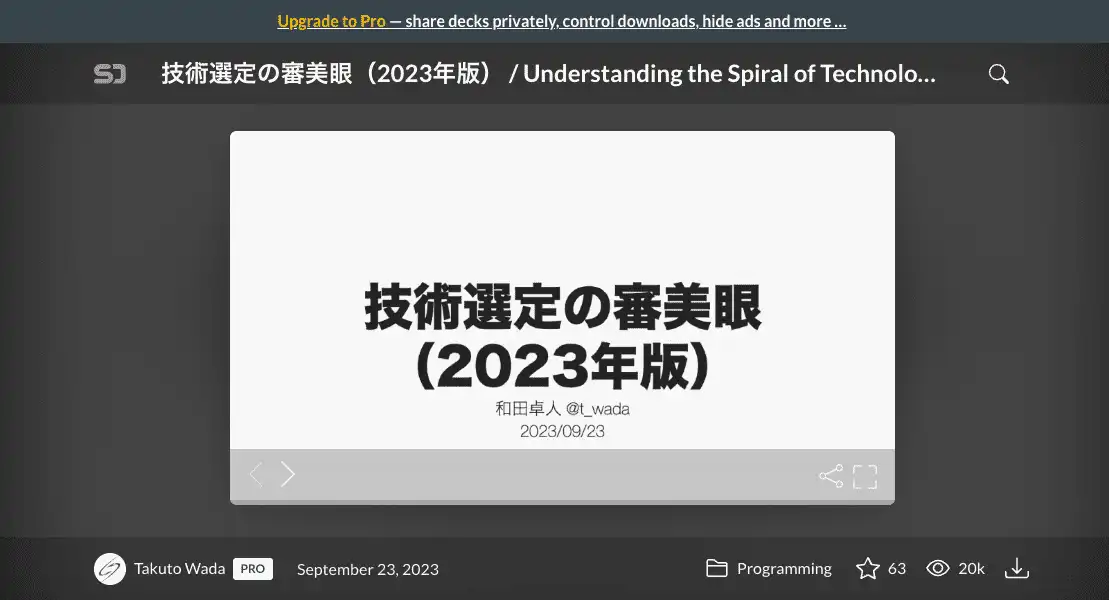 Upgrade to Pro — share decks privately, control downloads, hide ads and more …
SD
技術選定の審美眼（2023年版） / Understanding the Spiral of Technolo…
技術選定の審美眼
（2023年版）
和田卓人 @t_wada
2023/09/23
Takuto Wada PRO September 23, 2023 Programming 63 20k